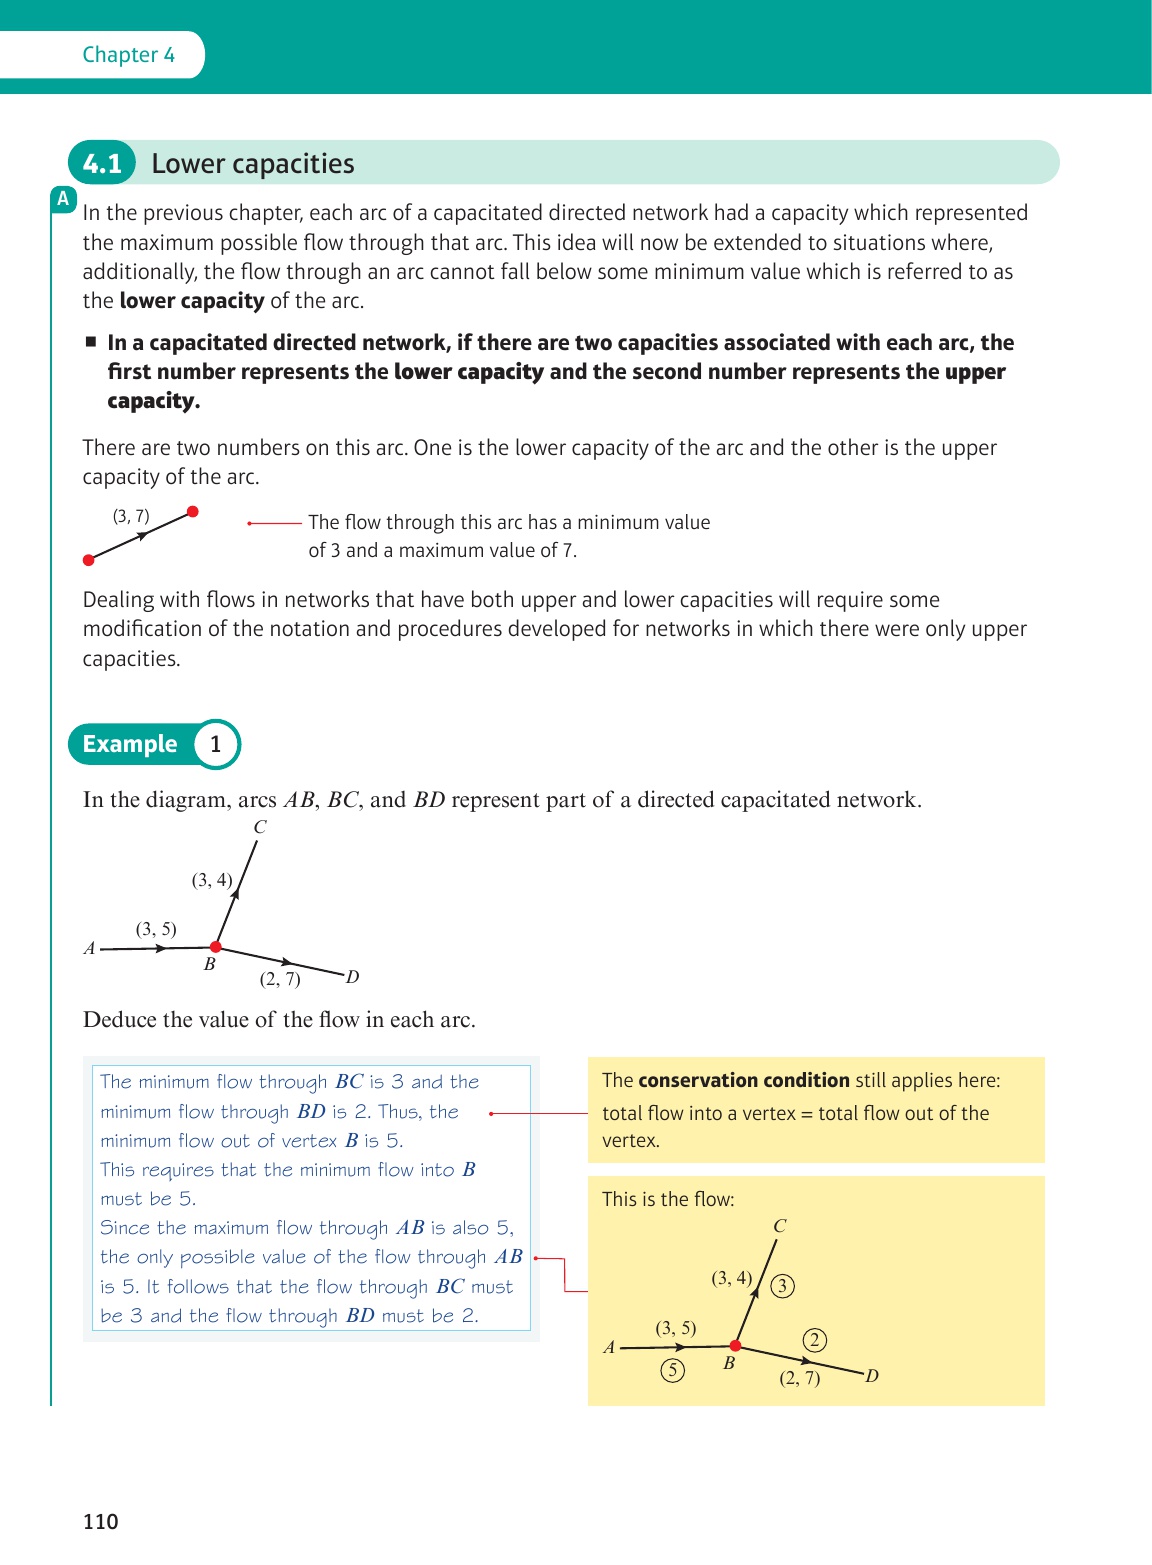 Chapter 4
4.1 Lower capacities
A
In the previous chapter, each arc of a capacitated directed network had a capacity which represented
the maximum possible flow through that arc. This idea will now be extended to situations where,
additionally, the flow through an arc cannot fall below some minimum value which is referred to as
the lower capacity of the arc.
■ In a capacitated directed network, if there are two capacities associated with each arc, the
first number represents the lower capacity and the second number represents the upper
capacity.
There are two numbers on this arc. One is the lower capacity of the arc and the other is the upper
capacity of the arc.
(3, 7)
The flow through this arc has a minimum value
of 3 and a maximum value of 7.
Dealing with flows in networks that have both upper and lower capacities will require some
modification of the notation and procedures developed for networks in which there were only upper
capacities.
Example 1
In the diagram, arcs AB, BC, and BD represent part of a directed capacitated network.
C
(3, 4)
(3, 5)
A
B
(2, 7)
D
Deduce the value of the flow in each arc.
The minimum flow through BC is 3 and the
minimum flow through BD is 2. Thus, the
minimum flow out of vertex B is 5.
This requires that the minimum flow into B
must be 5.
Since the maximum flow through AB is also 5,
the only possible value of the flow through AB
is 5. It follows that the flow through BC must
be 3 and the flow through BD must be 2.
The conservation condition still applies here:
total flow into a vertex = total flow out of the
vertex.
This is the flow:
C
(3, 4)
3
(3, 5)
2
A
5
B
(2, 7)
D
110